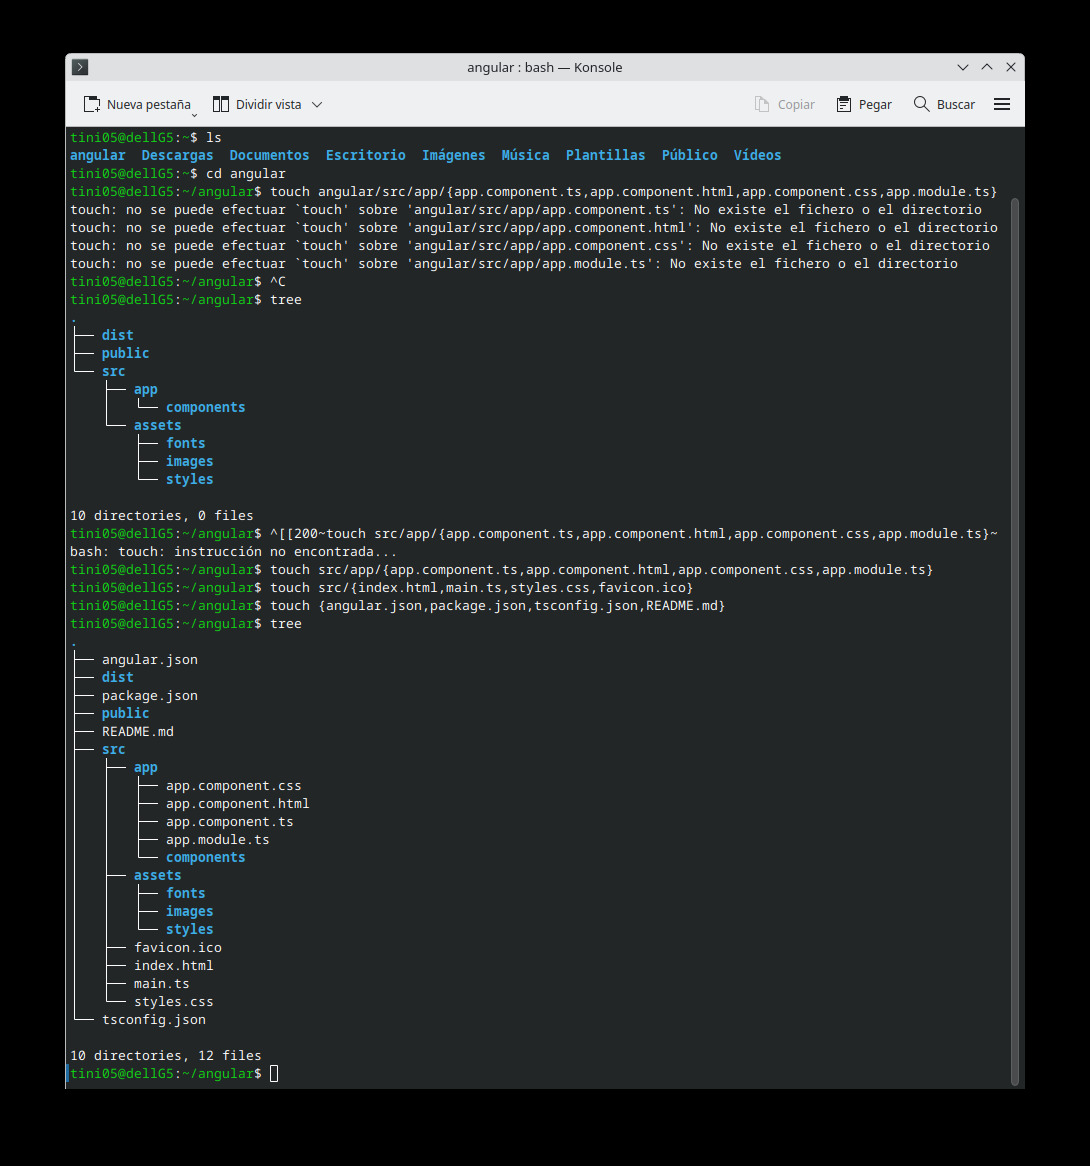 angular : bash — Konsole
Nueva pestaña Dividir vista Copiar Pegar Buscar
tini05@dellG5:~$ ls
angular  Descargas  Documentos  Escritorio  Imágenes  Música  Plantillas  Público  Vídeos
tini05@dellG5:~$ cd angular
tini05@dellG5:~/angular$ touch angular/src/app/{app.component.ts,app.component.html,app.component.css,app.module.ts}
touch: no se puede efectuar `touch' sobre 'angular/src/app/app.component.ts': No existe el fichero o el directorio
touch: no se puede efectuar `touch' sobre 'angular/src/app/app.component.html': No existe el fichero o el directorio
touch: no se puede efectuar `touch' sobre 'angular/src/app/app.component.css': No existe el fichero o el directorio
touch: no se puede efectuar `touch' sobre 'angular/src/app/app.module.ts': No existe el fichero o el directorio
tini05@dellG5:~/angular$ ^C
tini05@dellG5:~/angular$ tree
.
├── dist
├── public
└── src
    ├── app
    │   └── components
    └── assets
        ├── fonts
        ├── images
        └── styles

10 directories, 0 files
tini05@dellG5:~/angular$ ^[[200~touch src/app/{app.component.ts,app.component.html,app.component.css,app.module.ts}~
bash: touch: instrucción no encontrada...
tini05@dellG5:~/angular$ touch src/app/{app.component.ts,app.component.html,app.component.css,app.module.ts}
tini05@dellG5:~/angular$ touch src/{index.html,main.ts,styles.css,favicon.ico}
tini05@dellG5:~/angular$ touch {angular.json,package.json,tsconfig.json,README.md}
tini05@dellG5:~/angular$ tree
.
├── angular.json
├── dist
├── package.json
├── public
├── README.md
├── src
│   ├── app
│   │   ├── app.component.css
│   │   ├── app.component.html
│   │   ├── app.component.ts
│   │   ├── app.module.ts
│   │   └── components
│   ├── assets
│   │   ├── fonts
│   │   ├── images
│   │   └── styles
│   ├── favicon.ico
│   ├── index.html
│   ├── main.ts
│   └── styles.css
└── tsconfig.json

10 directories, 12 files
tini05@dellG5:~/angular$